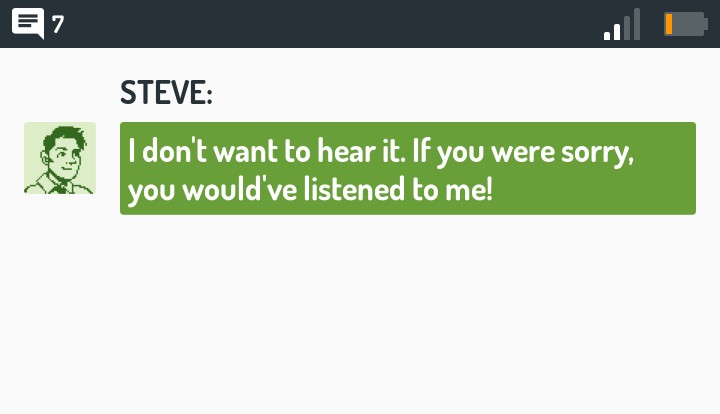 7
STEVE:
I don't want to hear it. If you were sorry,
you would've listened to me!